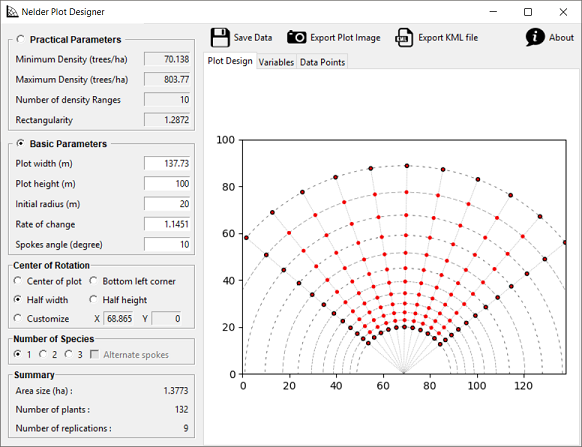 Nelder Plot Designer
Practical Parameters
Minimum Density (trees/ha) 70.138
Maximum Density (trees/ha) 803.77
Number of density Ranges 10
Rectangularity 1.2872
Basic Parameters
Plot width (m) 137.73
Plot height (m) 100
Initial radius (m) 20
Rate of change 1.1451
Spokes angle (degree) 10
Center of Rotation
Center of plot Bottom left corner
Half width Half height
Customize X 68.865 Y 0
Number of Species
1 2 3 Alternate spokes
Summary
Area size (ha) : 1.3773
Number of plants : 132
Number of replications : 9
Save Data Export Plot Image KML Export KML file i About
Plot Design Variables Data Points
100
80
60
40
20
0
0 20 40 60 80 100 120